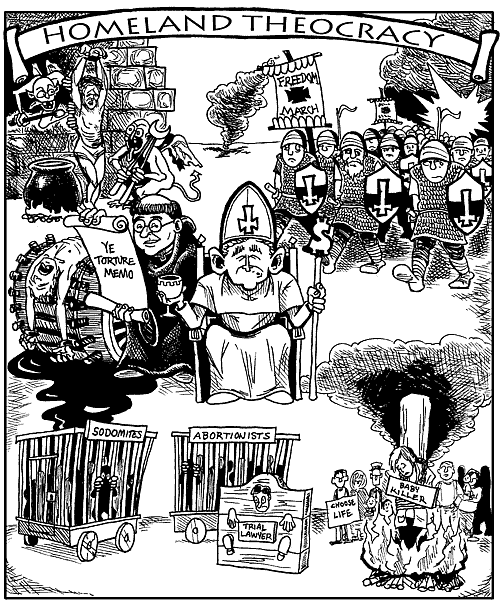 HOMELAND THEOCRACY
FREEDOM
MARCH
YE
TORTURE
MEMO
$
SODOMITES
ABORTIONISTS
TRIAL
LAWYER
CHOOSE
LIFE
BABY
KILLER